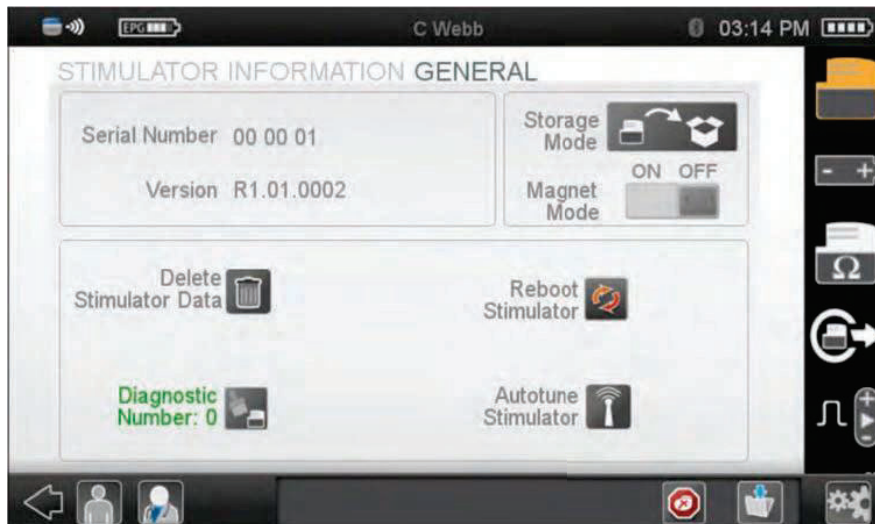 EPG
C Webb
03:14 PM
STIMULATOR INFORMATION GENERAL
Serial Number 00 00 01
Version R1.01.0002
Storage
Mode
ON OFF
Magnet
Mode
Delete
Stimulator Data
Reboot
Stimulator
Diagnostic
Number: 0
Autotune
Stimulator
- +
Ω
+
-